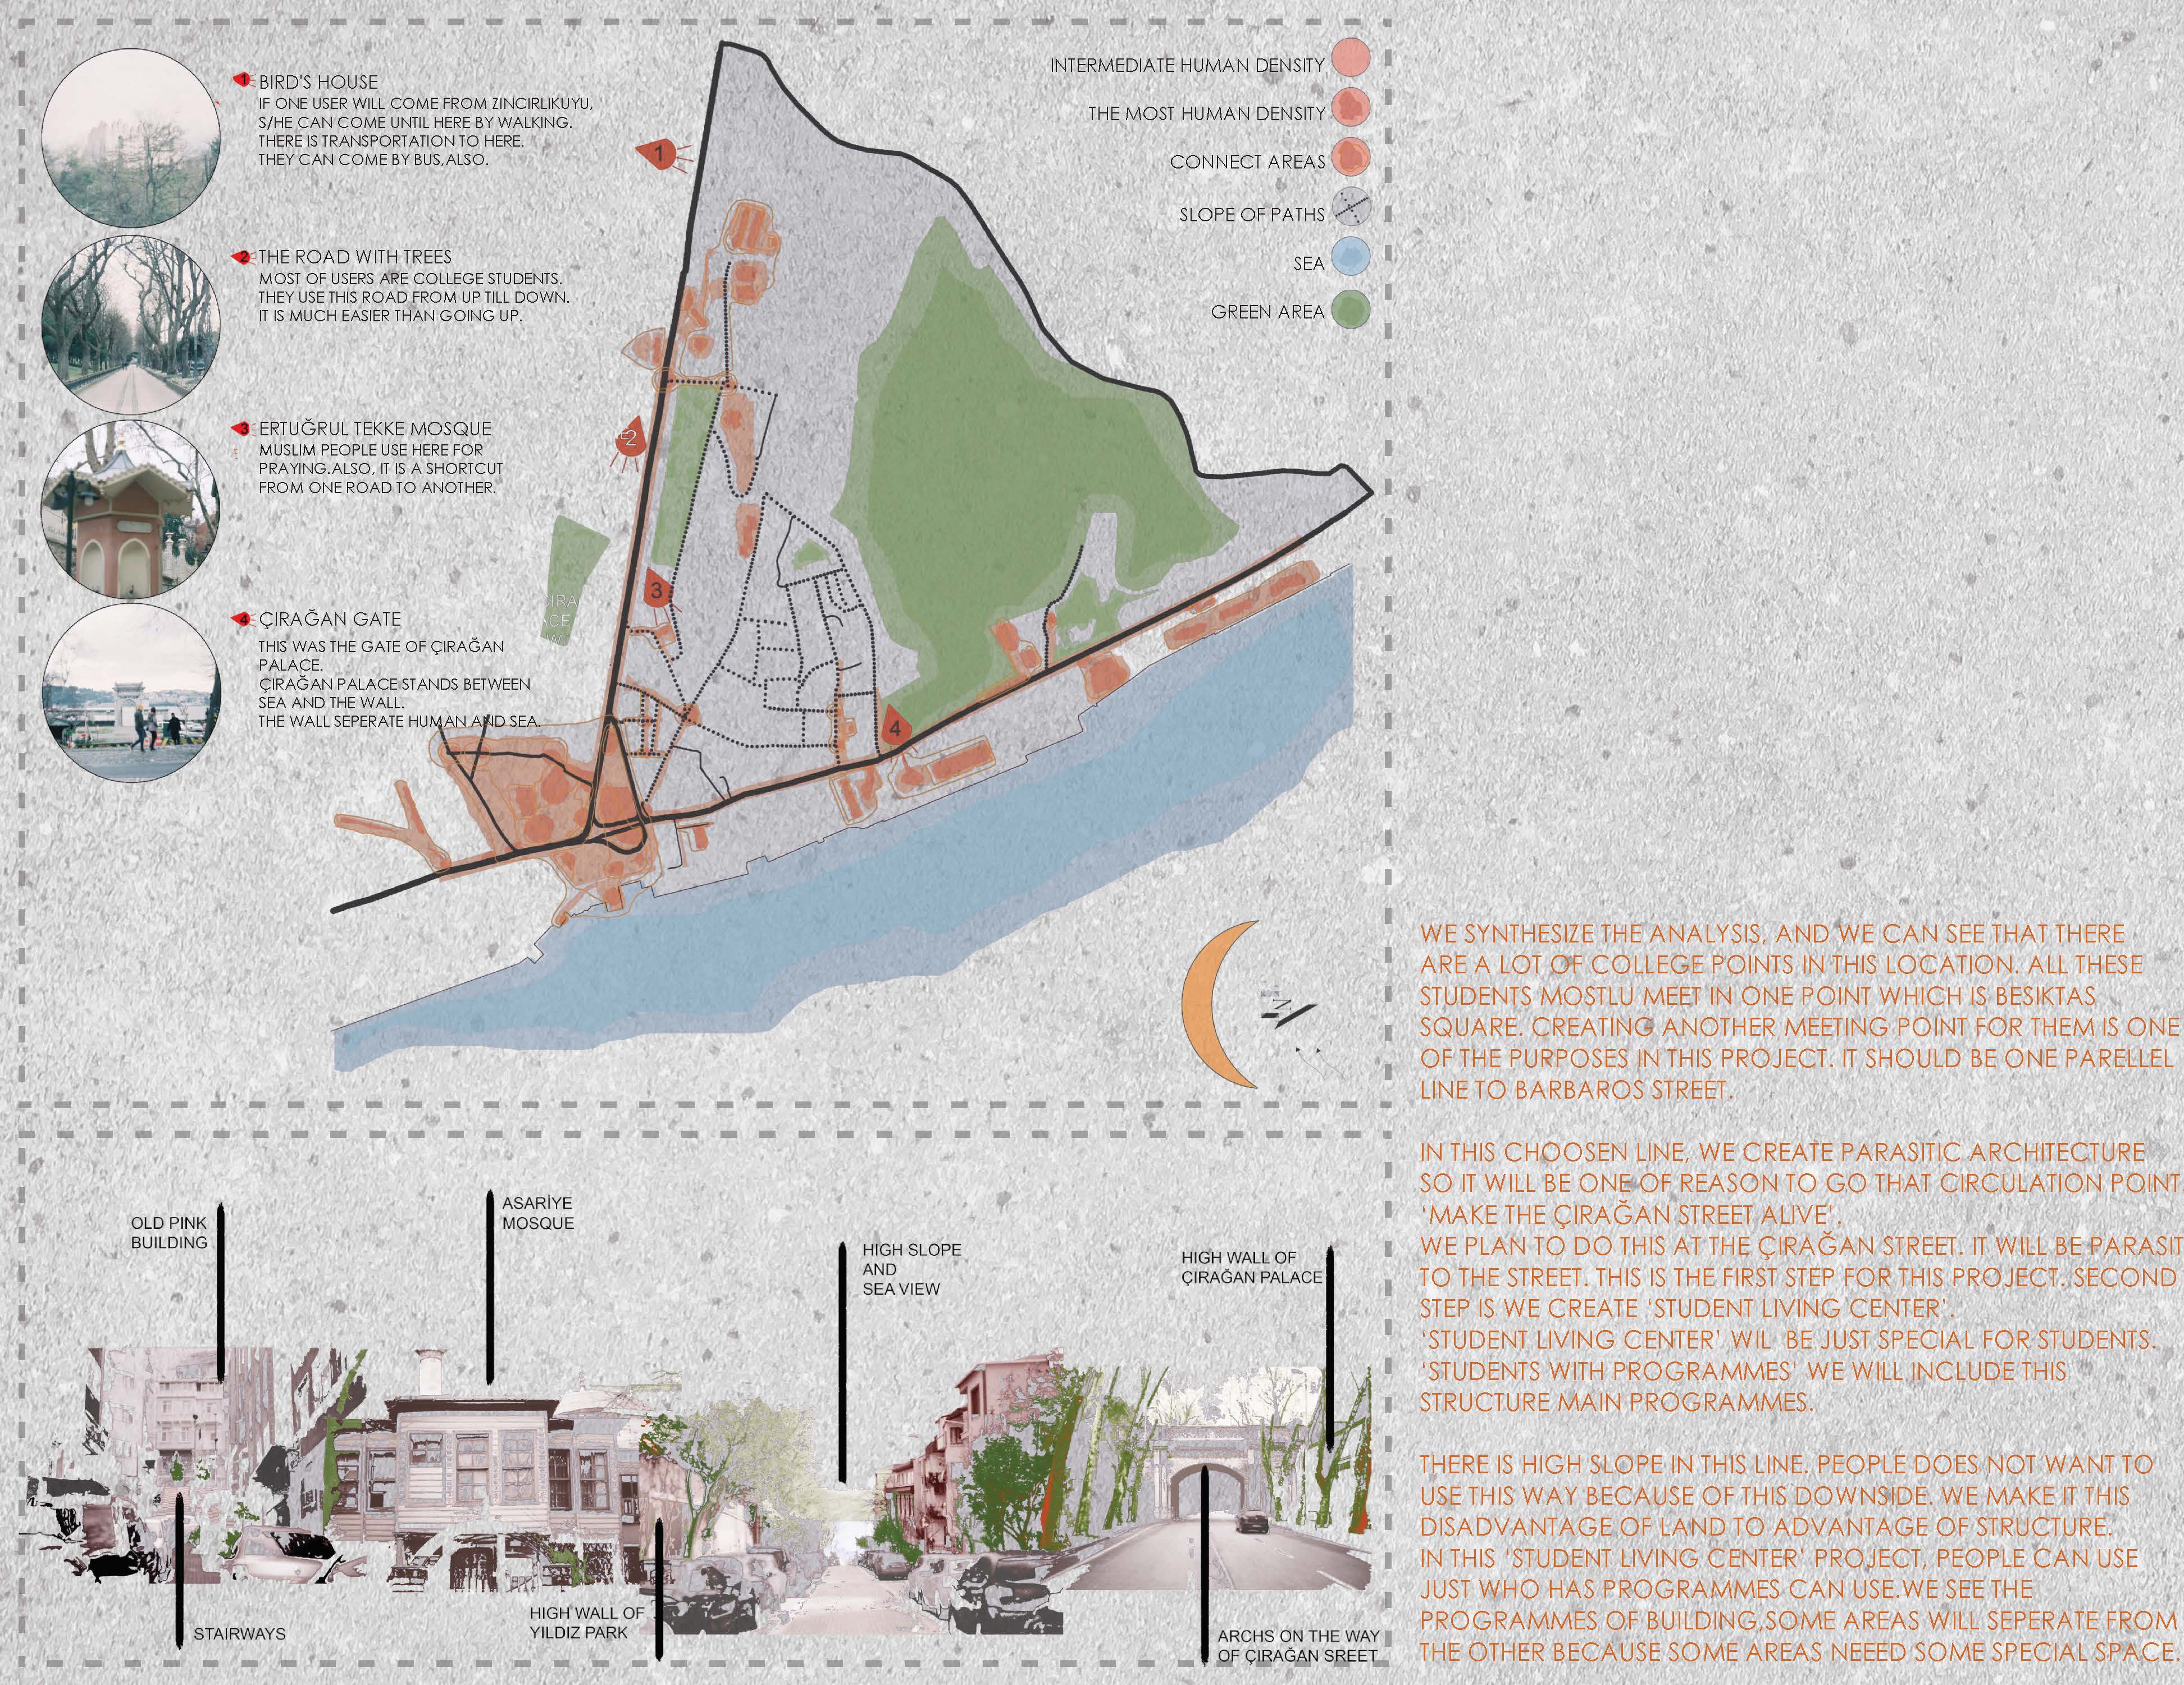 1 BIRD'S HOUSE
IF ONE USER WILL COME FROM ZINCIRLIKUYU,
S/HE CAN COME UNTIL HERE BY WALKING.
THERE IS TRANSPORTATION TO HERE.
THEY CAN COME BY BUS,ALSO.
2 THE ROAD WITH TREES
MOST OF USERS ARE COLLEGE STUDENTS.
THEY USE THIS ROAD FROM UP TILL DOWN.
IT IS MUCH EASIER THAN GOING UP.
3 ERTUĞRUL TEKKE MOSQUE
MUSLIM PEOPLE USE HERE FOR
PRAYING.ALSO, IT IS A SHORTCUT
FROM ONE ROAD TO ANOTHER.
4 ÇIRAĞAN GATE
THIS WAS THE GATE OF ÇIRAĞAN
PALACE.
ÇIRAĞAN PALACE STANDS BETWEEN
SEA AND THE WALL.
THE WALL SEPERATE HUMAN AND SEA.
INTERMEDIATE HUMAN DENSITY
THE MOST HUMAN DENSITY
CONNECT AREAS
SLOPE OF PATHS
SEA
GREEN AREA
1
2
3
4
N
OLD PINK
BUILDING
ASARİYE
MOSQUE
HIGH SLOPE
AND
SEA VIEW
HIGH WALL OF
ÇIRAĞAN PALACE
STAIRWAYS
HIGH WALL OF
YILDIZ PARK
ARCHS ON THE WAY
OF ÇIRAĞAN SREET
WE SYNTHESIZE THE ANALYSIS, AND WE CAN SEE THAT THERE
ARE A LOT OF COLLEGE POINTS IN THIS LOCATION. ALL THESE
STUDENTS MOSTLU MEET IN ONE POINT WHICH IS BESIKTAS
SQUARE. CREATING ANOTHER MEETING POINT FOR THEM IS ONE
OF THE PURPOSES IN THIS PROJECT. IT SHOULD BE ONE PARELLEL
LINE TO BARBAROS STREET.
IN THIS CHOOSEN LINE, WE CREATE PARASITIC ARCHITECTURE
SO IT WILL BE ONE OF REASON TO GO THAT CIRCULATION POINT
'MAKE THE ÇIRAĞAN STREET ALIVE'.
WE PLAN TO DO THIS AT THE ÇIRAĞAN STREET. IT WILL BE PARASIT
TO THE STREET. THIS IS THE FIRST STEP FOR THIS PROJECT. SECOND
STEP IS WE CREATE 'STUDENT LIVING CENTER'.
'STUDENT LIVING CENTER' WIL BE JUST SPECIAL FOR STUDENTS.
'STUDENTS WITH PROGRAMMES' WE WILL INCLUDE THIS
STRUCTURE MAIN PROGRAMMES.
THERE IS HIGH SLOPE IN THIS LINE. PEOPLE DOES NOT WANT TO
USE THIS WAY BECAUSE OF THIS DOWNSIDE. WE MAKE IT THIS
DISADVANTAGE OF LAND TO ADVANTAGE OF STRUCTURE.
IN THIS 'STUDENT LIVING CENTER' PROJECT, PEOPLE CAN USE
JUST WHO HAS PROGRAMMES CAN USE.WE SEE THE
PROGRAMMES OF BUILDING,SOME AREAS WILL SEPERATE FROM
THE OTHER BECAUSE SOME AREAS NEEED SOME SPECIAL SPACE.